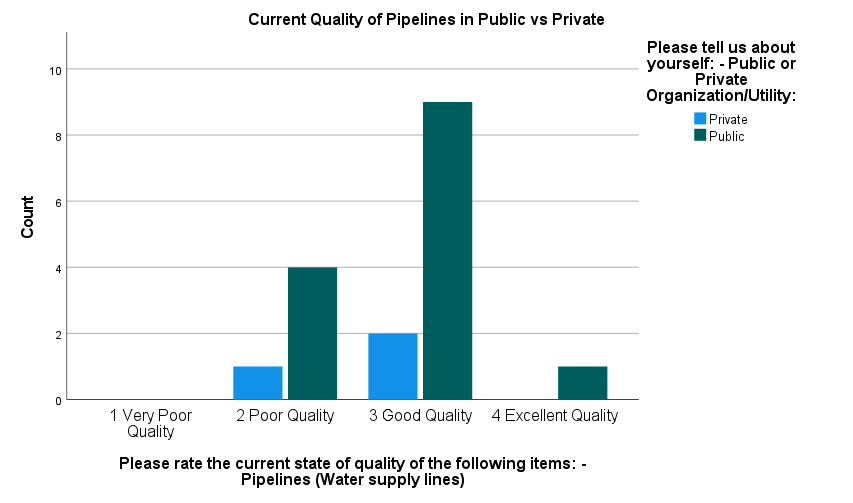 Current Quality of Pipelines in Public vs Private
Please tell us about
yourself: - Public or
Private
Organization/Utility:
Private
Public
10
8
6
4
2
0
Count
1 Very Poor
Quality
2 Poor Quality
3 Good Quality
4 Excellent Quality
Please rate the current state of quality of the following items: -
Pipelines (Water supply lines)